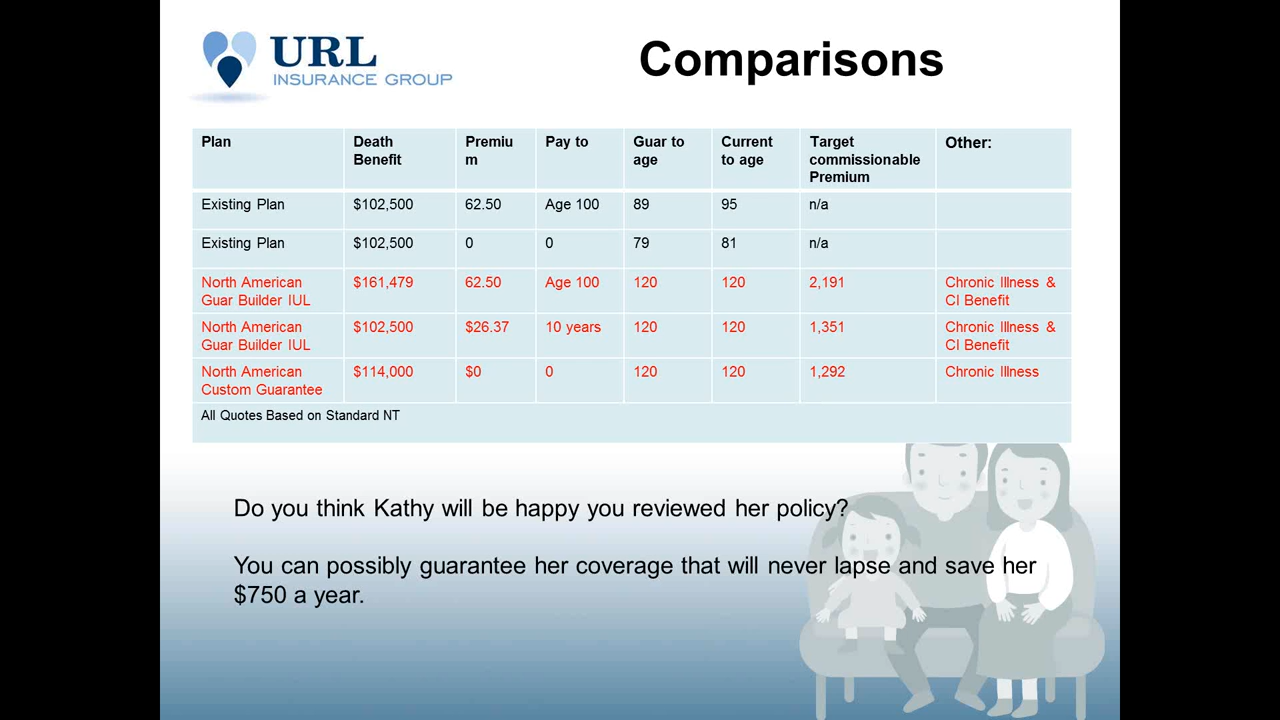 URL
INSURANCE GROUP
Comparisons
Plan Death Benefit Premiu m Pay to Guar to age Current to age Target commissionable Premium Other:
Existing Plan $102,500 62.50 Age 100 89 95 n/a
Existing Plan $102,500 0 0 79 81 n/a
North American Guar Builder IUL $161,479 62.50 Age 100 120 120 2,191 Chronic Illness & CI Benefit
North American Guar Builder IUL $102,500 $26.37 10 years 120 120 1,351 Chronic Illness & CI Benefit
North American Custom Guarantee $114,000 $0 0 120 120 1,292 Chronic Illness
All Quotes Based on Standard NT
Do you think Kathy will be happy you reviewed her policy?
You can possibly guarantee her coverage that will never lapse and save her
$750 a year.